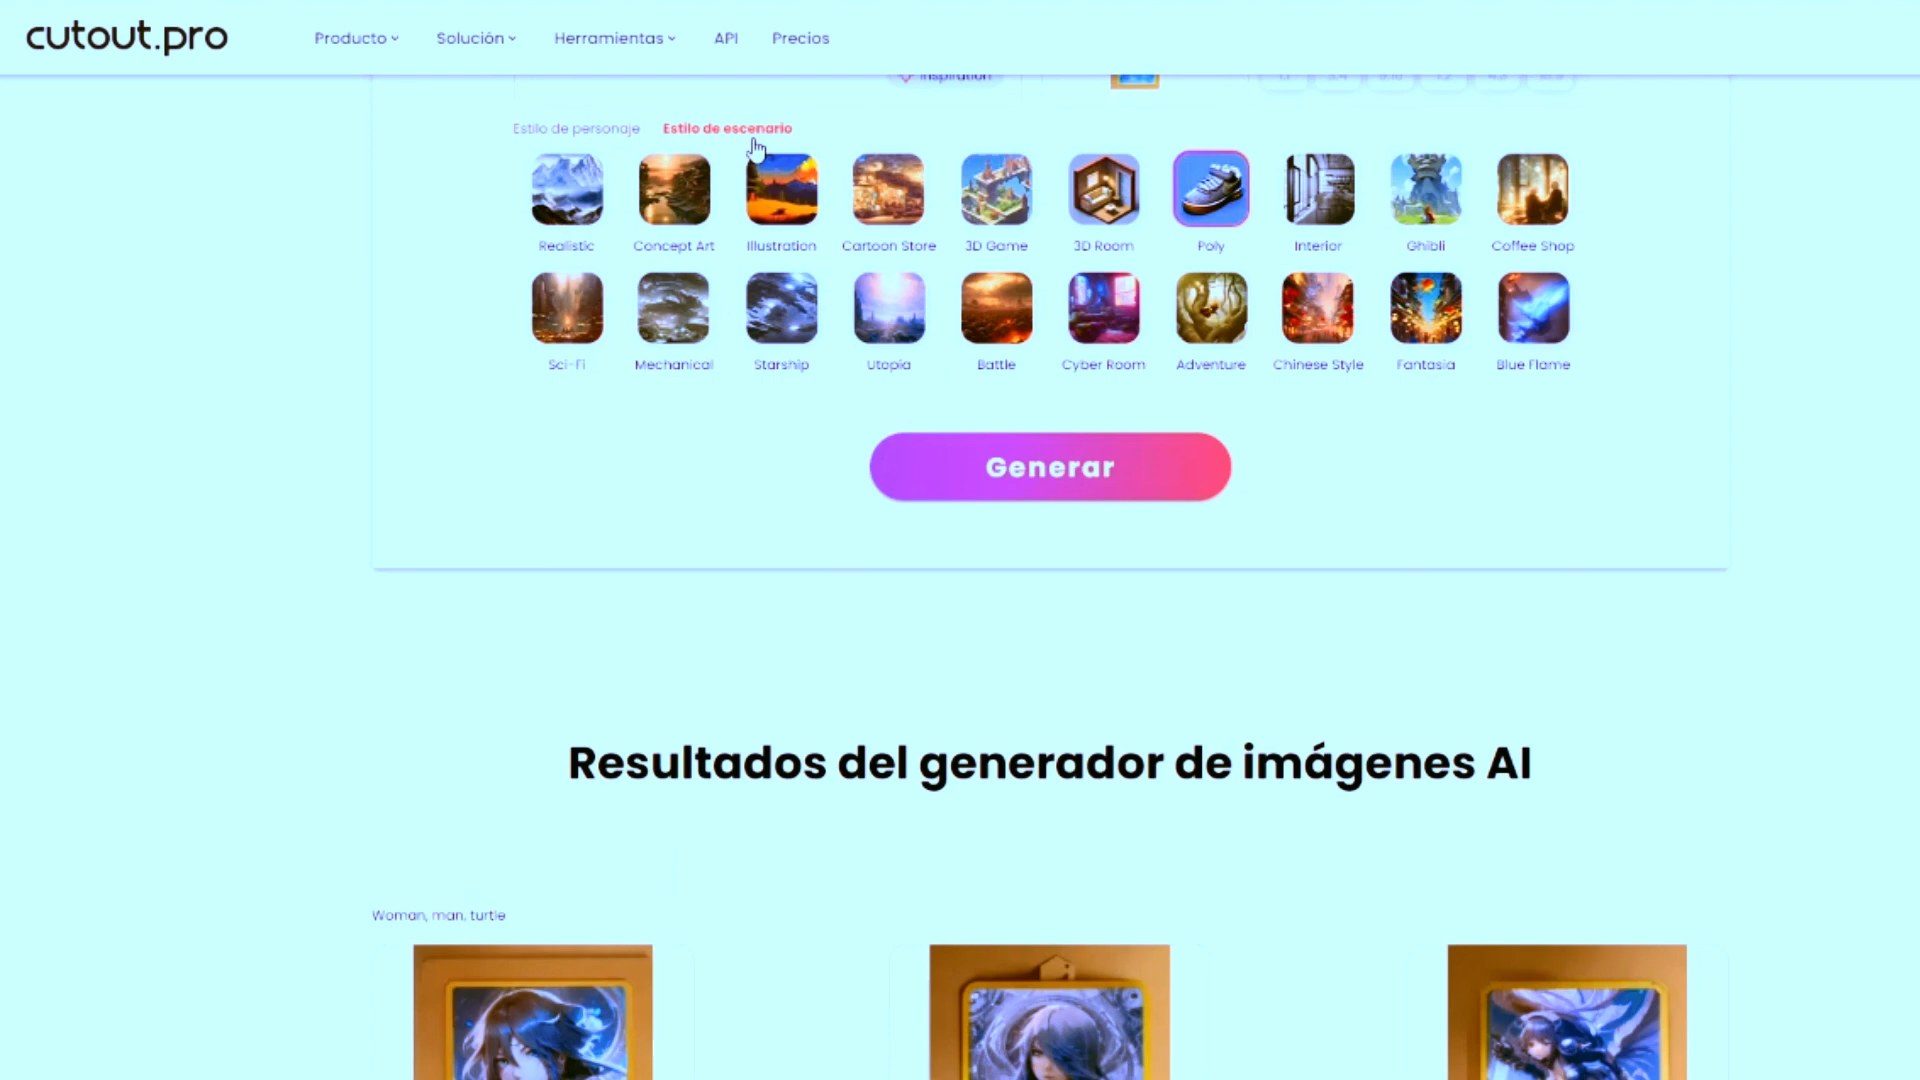 cutout.pro
Producto
Solución
Herramientas
API
Precios
Inspiration
Estilo de personaje
Estilo de escenario
Realistic
Concept Art
Illustration
Cartoon Store
3D Game
3D Room
Poly
Interior
Ghibli
Coffee Shop
Sci-Fi
Mechanical
Starship
Utopia
Battle
Cyber Room
Adventure
Chinese Style
Fantasia
Blue Flame
Generar
Resultados del generador de imágenes AI
Woman, man, turtle